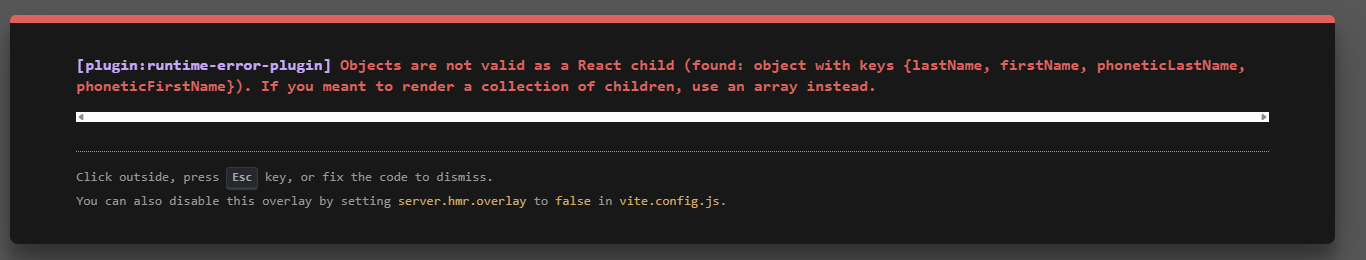 [plugin:runtime-error-plugin] Objects are not valid as a React child (found: object with keys {lastName, firstName, phoneticLastName,
phoneticFirstName}). If you meant to render a collection of children, use an array instead.
Click outside, press Esc key, or fix the code to dismiss.
You can also disable this overlay by setting server.hmr.overlay to false in vite.config.js.